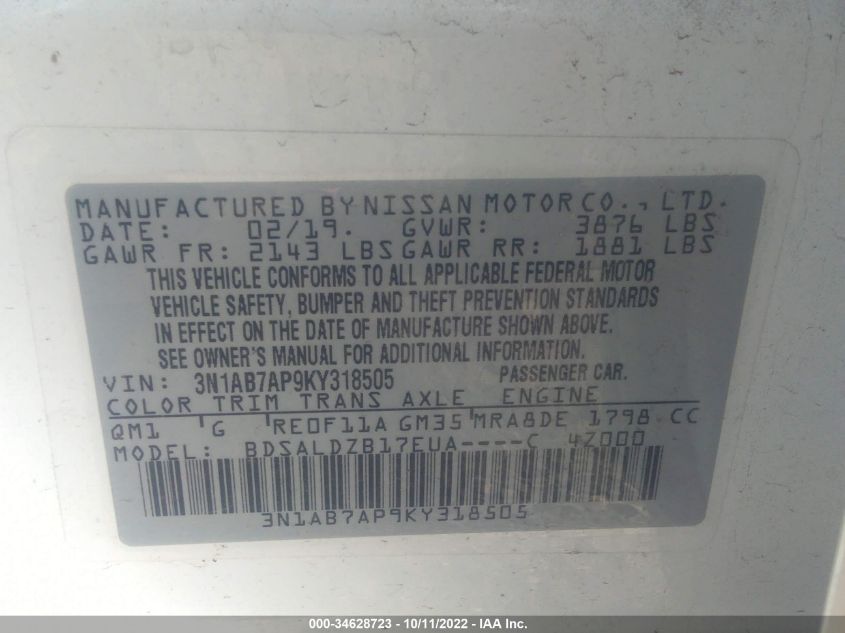 MANUFACTURED BY NISSAN MOTOR CO., LTD.
DATE: 02/19. GVWR: 3876 LBS
GAWR FR: 2143 LBS GAWR RR: 1881 LBS
THIS VEHICLE CONFORMS TO ALL APPLICABLE FEDERAL MOTOR
VEHICLE SAFETY, BUMPER AND THEFT PREVENTION STANDARDS
IN EFFECT ON THE DATE OF MANUFACTURE SHOWN ABOVE.
SEE OWNER'S MANUAL FOR ADDITIONAL INFORMATION.
VIN: 3N1AB7AP9KY318505 PASSENGER CAR.
COLOR TRIM TRANS AXLE ENGINE
QM1 G RE0F11A GM35 MRA8DE 1798 CC
MODEL: BDSALDZB17EUA----C 4Z000
3N1AB7AP9KY318505
000-34628723 - 10/11/2022 - IAA Inc.